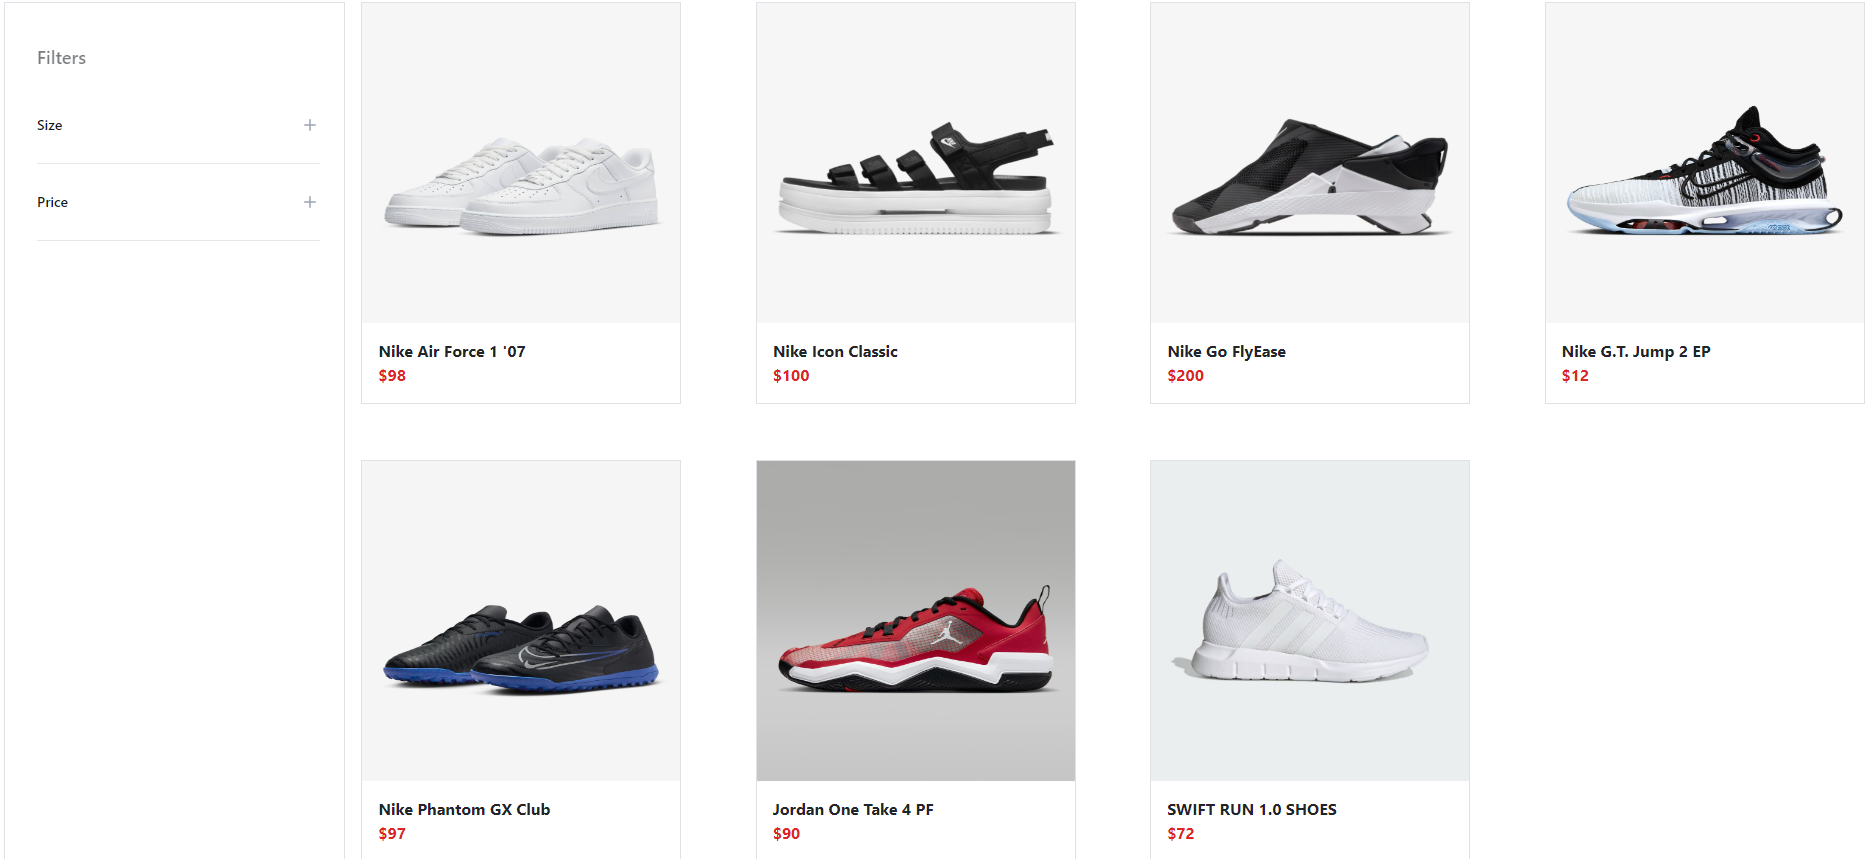 Filters
Size
Price
Nike Air Force 1 '07
$98
Nike Icon Classic
$100
Nike Go FlyEase
$200
Nike G.T. Jump 2 EP
$12
Nike Phantom GX Club
$97
Jordan One Take 4 PF
$90
SWIFT RUN 1.0 SHOES
$72